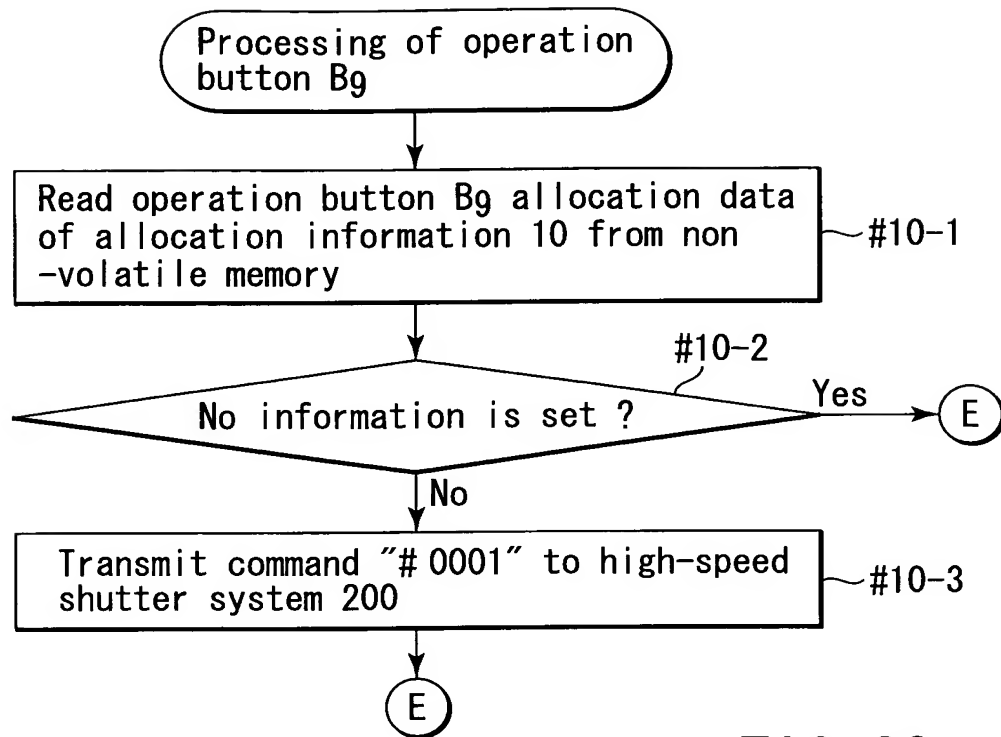 Processing of operation
button B9
Read operation button B9 allocation data
of allocation information 10 from non
-volatile memory
#10-1
#10-2
No information is set ?
Yes
E
No
Transmit command "# 0001" to high-speed
shutter system 200
#10-3
E